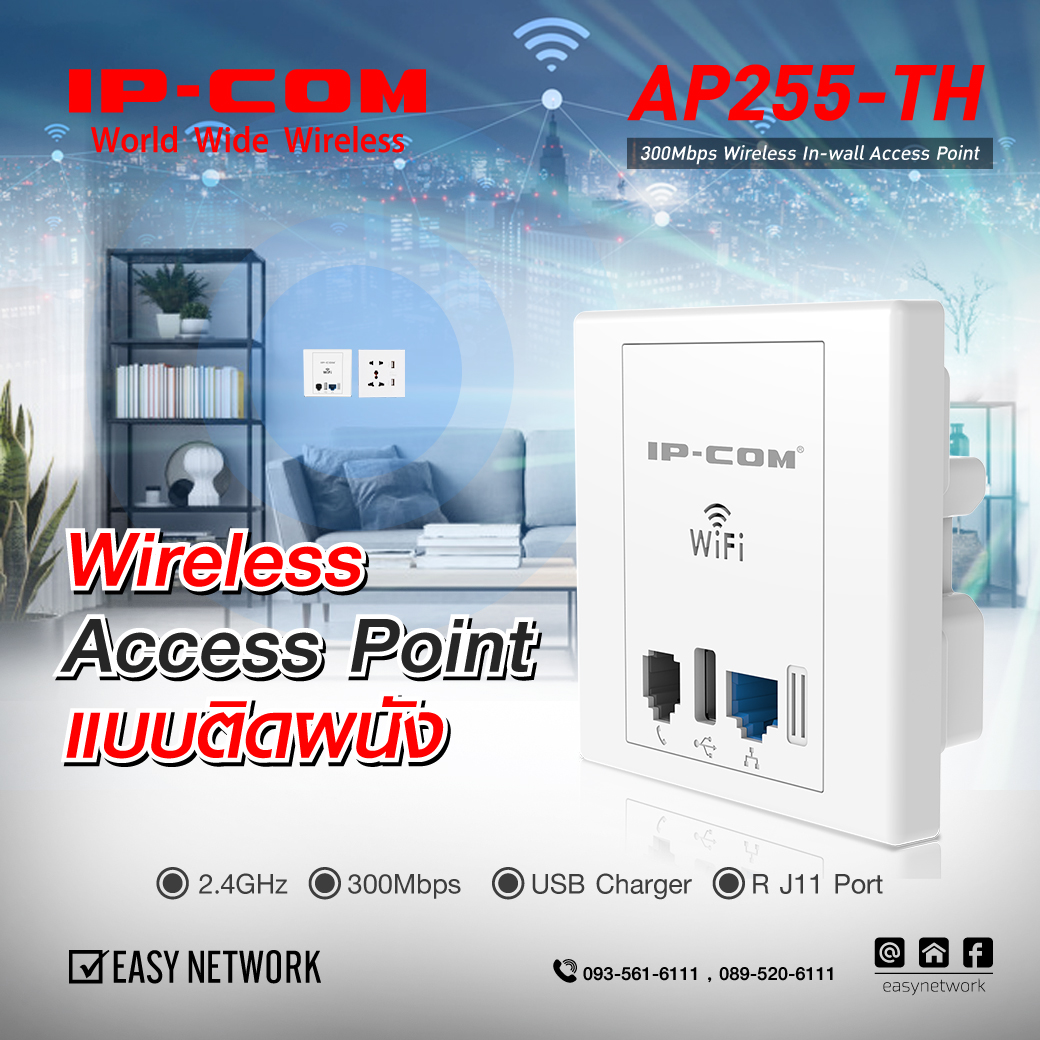 IP-COM
World Wide Wireless
AP255-TH
300Mbps Wireless In-wall Access Point
WiFi
IP-COM®
WiFi
Wireless
Access Point
แบบติดผนัง
2.4GHz 300Mbps USB Charger R J11 Port
EASY NETWORK
093-561-6111 , 089-520-6111
easynetwork